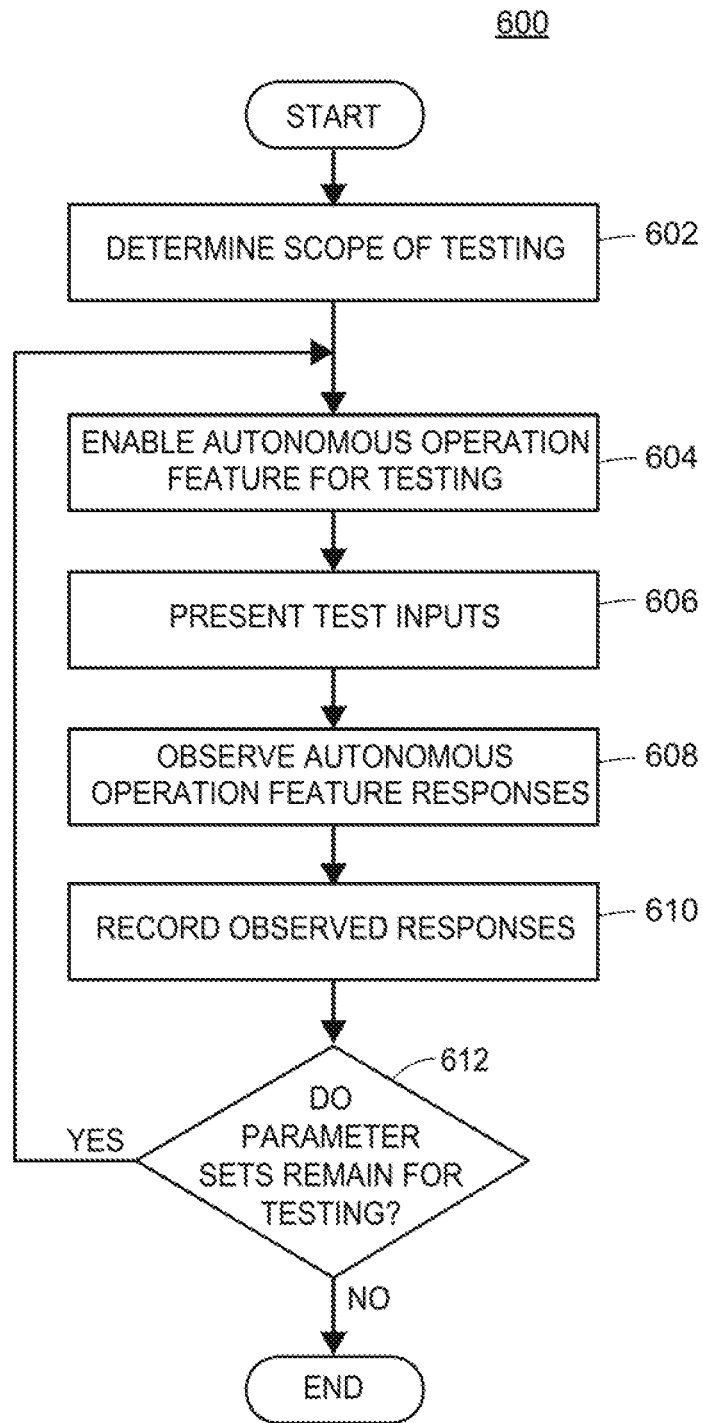 600
START
DETERMINE SCOPE OF TESTING
602
ENABLE AUTONOMOUS OPERATION
FEATURE FOR TESTING
604
PRESENT TEST INPUTS
606
OBSERVE AUTONOMOUS
OPERATION FEATURE RESPONSES
608
RECORD OBSERVED RESPONSES
610
612
DO
PARAMETER
SETS REMAIN FOR
TESTING?
YES
NO
END